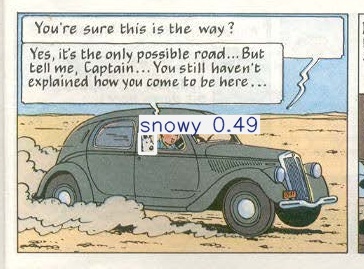 You're sure this is the way?
Yes, it's the only possible road... But
tell me, Captain... You still haven't
explained how you come to be here...
snowy 0.49